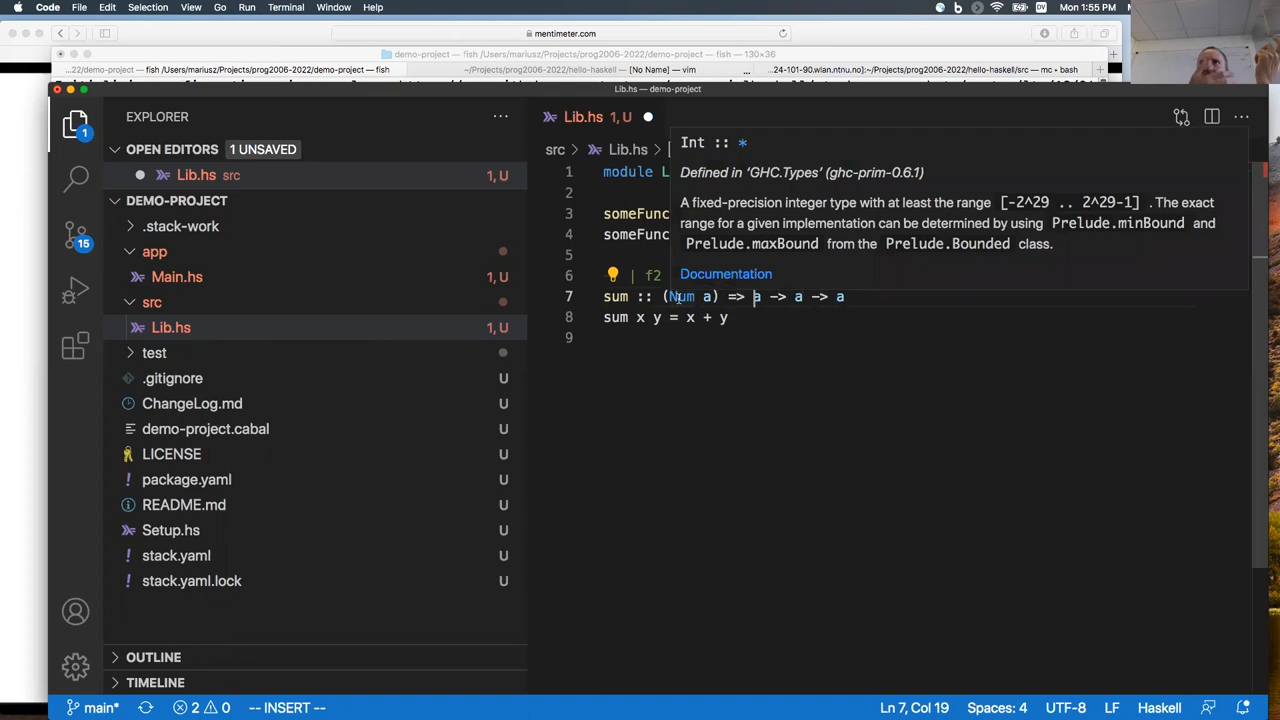 Code File Edit Selection View Go Run Terminal Window Help
DV Mon 1:55 PM
mentimeter.com
demo-project — fish /Users/mariusz/Projects/prog2006-2022/demo-project — fish — 130×36
...22/demo-project — fish /Users/mariusz/Projects/prog2006-2022/demo-project — fish
~/Projects/prog2006-2022/hello-haskell — [No Name] — vim
...
...24-101-90.wlan.ntnu.no]:~/Projects/prog2006-2022/hello-haskell/src — mc • bash
Lib.hs — demo-project
EXPLORER
Lib.hs 1, U
1
OPEN EDITORS 1 UNSAVED
src > Lib.hs >
Lib.hs src 1, U
DEMO-PROJECT
.stack-work
15
app
Main.hs U
src
Lib.hs 1, U
test
.gitignore U
ChangeLog.md U
demo-project.cabal U
LICENSE U
package.yaml U
README.md U
Setup.hs U
stack.yaml U
stack.yaml.lock U
OUTLINE
TIMELINE
1 module L
2
3 someFunc
4 someFunc
5
6 | f2
7 sum :: (Num a) => a -> a -> a
8 sum x y = x + y
9
Int :: *
Defined in ‘GHC.Types’ (ghc-prim-0.6.1)
A fixed-precision integer type with at least the range [-2^29 .. 2^29-1] . The exact
range for a given implementation can be determined by using Prelude.minBound and
Prelude.maxBound from the Prelude.Bounded class.
Documentation
main* 2 0 -- INSERT -- Ln 7, Col 19 Spaces: 4 UTF-8 LF Haskell